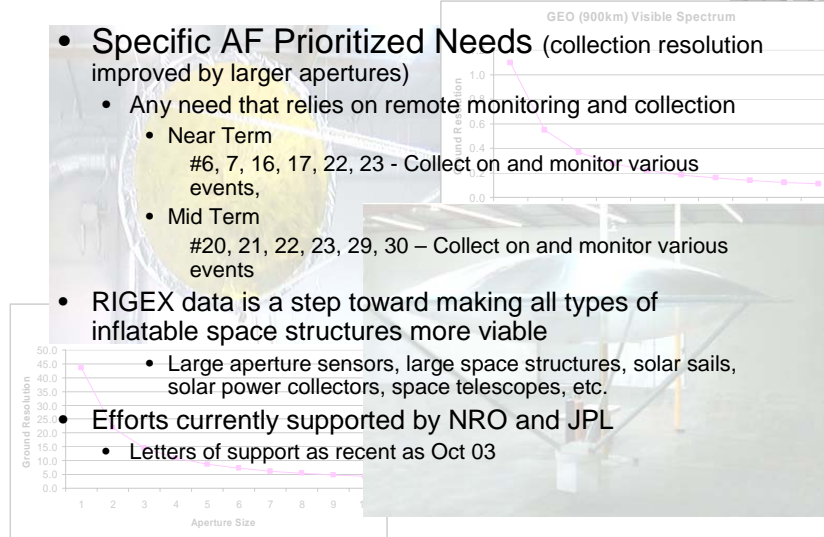 GEO (900km) Visible Spectrum
• Specific AF Prioritized Needs (collection resolution
improved by larger apertures)
• Any need that relies on remote monitoring and collection
• Near Term
#6, 7, 16, 17, 22, 23 - Collect on and monitor various
events,
• Mid Term
#20, 21, 22, 23, 29, 30 – Collect on and monitor various
events
• RIGEX data is a step toward making all types of
inflatable space structures more viable
• Large aperture sensors, large space structures, solar sails,
solar power collectors, space telescopes, etc.
• Efforts currently supported by NRO and JPL
• Letters of support as recent as Oct 03
1.0
0.6
0.4
0.0
50.0
45.0
40.0
35.0
30.0
25.0
20.0
15.0
10.0
5.0
0.0
Ground Resolution
1 2 3 4 5 6 7 8 9
Aperture Size